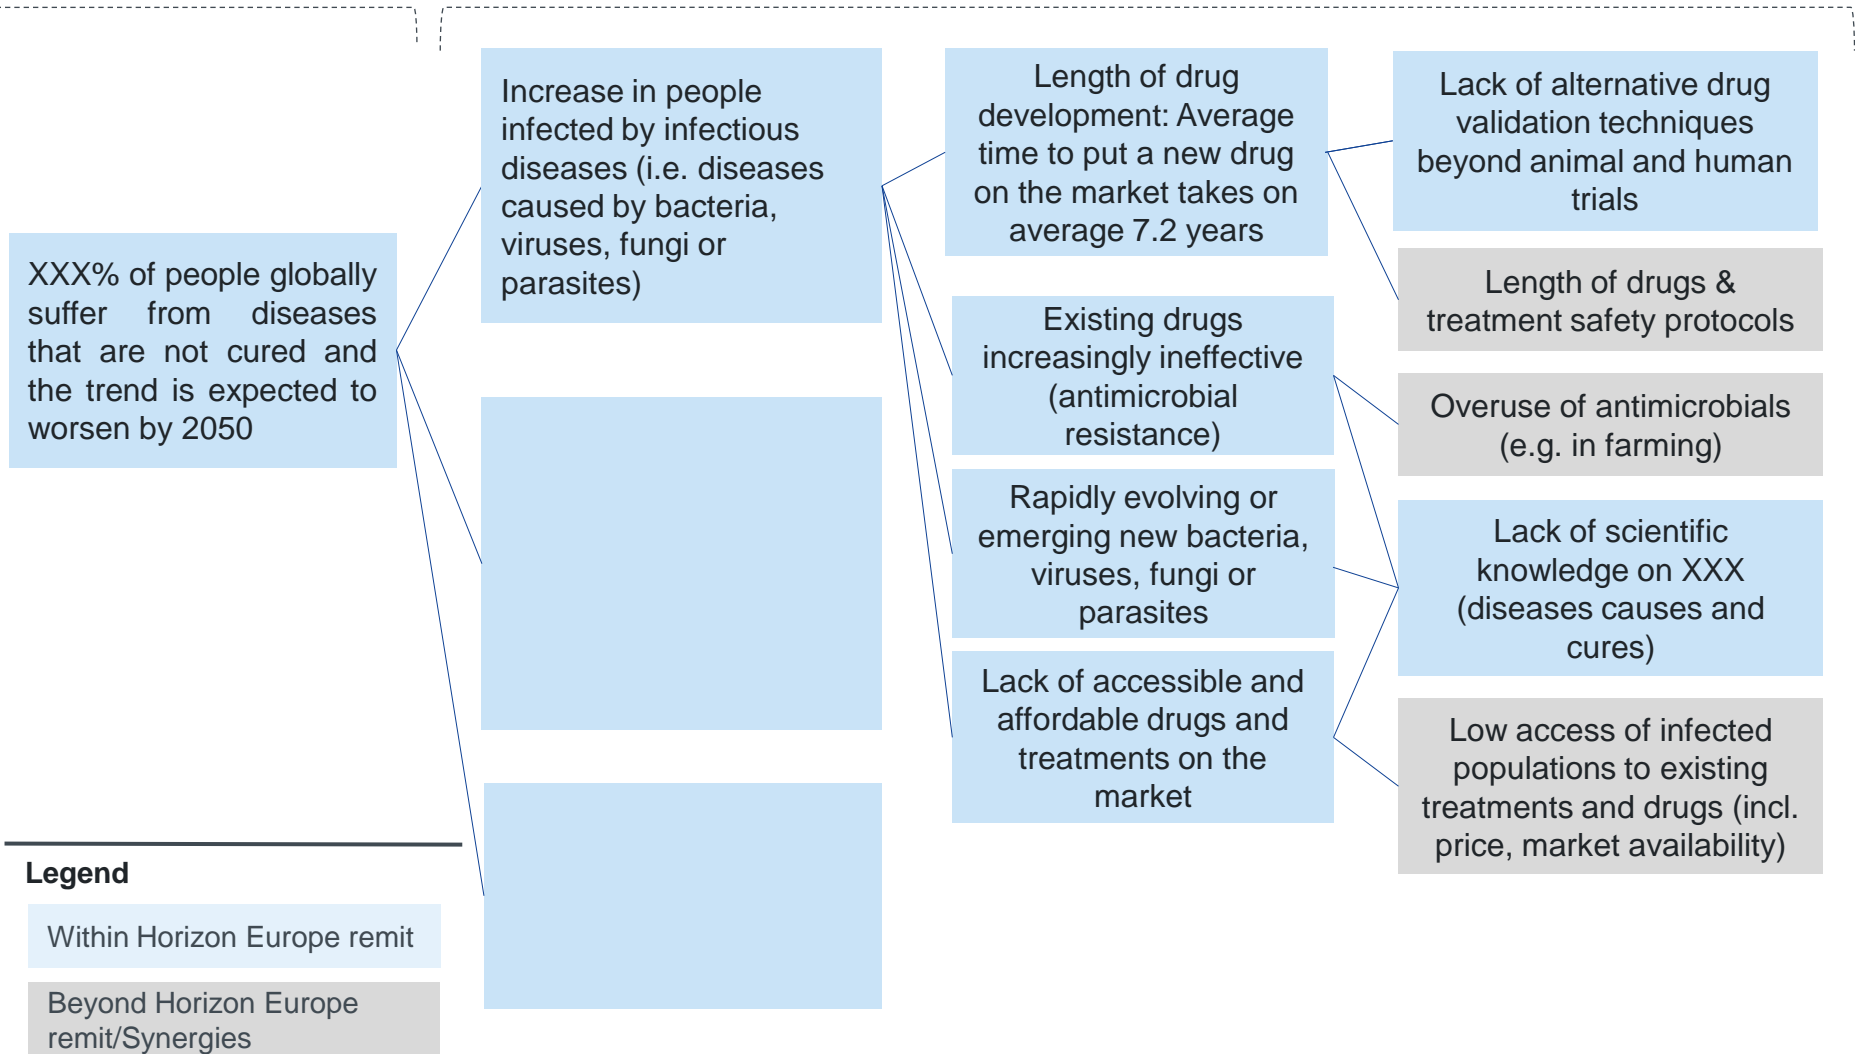 XXX% of people globally
suffer from diseases
that are not cured and
the trend is expected to
worsen by 2050
Increase in people
infected by infectious
diseases (i.e. diseases
caused by bacteria,
viruses, fungi or
parasites)
Length of drug
development: Average
time to put a new drug
on the market takes on
average 7.2 years
Existing drugs
increasingly ineffective
(antimicrobial
resistance)
Rapidly evolving or
emerging new bacteria,
viruses, fungi or
parasites
Lack of accessible and
affordable drugs and
treatments on the
market
Lack of alternative drug
validation techniques
beyond animal and human
trials
Length of drugs &
treatment safety protocols
Overuse of antimicrobials
(e.g. in farming)
Lack of scientific
knowledge on XXX
(diseases causes and
cures)
Low access of infected
populations to existing
treatments and drugs (incl.
price, market availability)
Legend
Within Horizon Europe remit
Beyond Horizon Europe
remit/Synergies